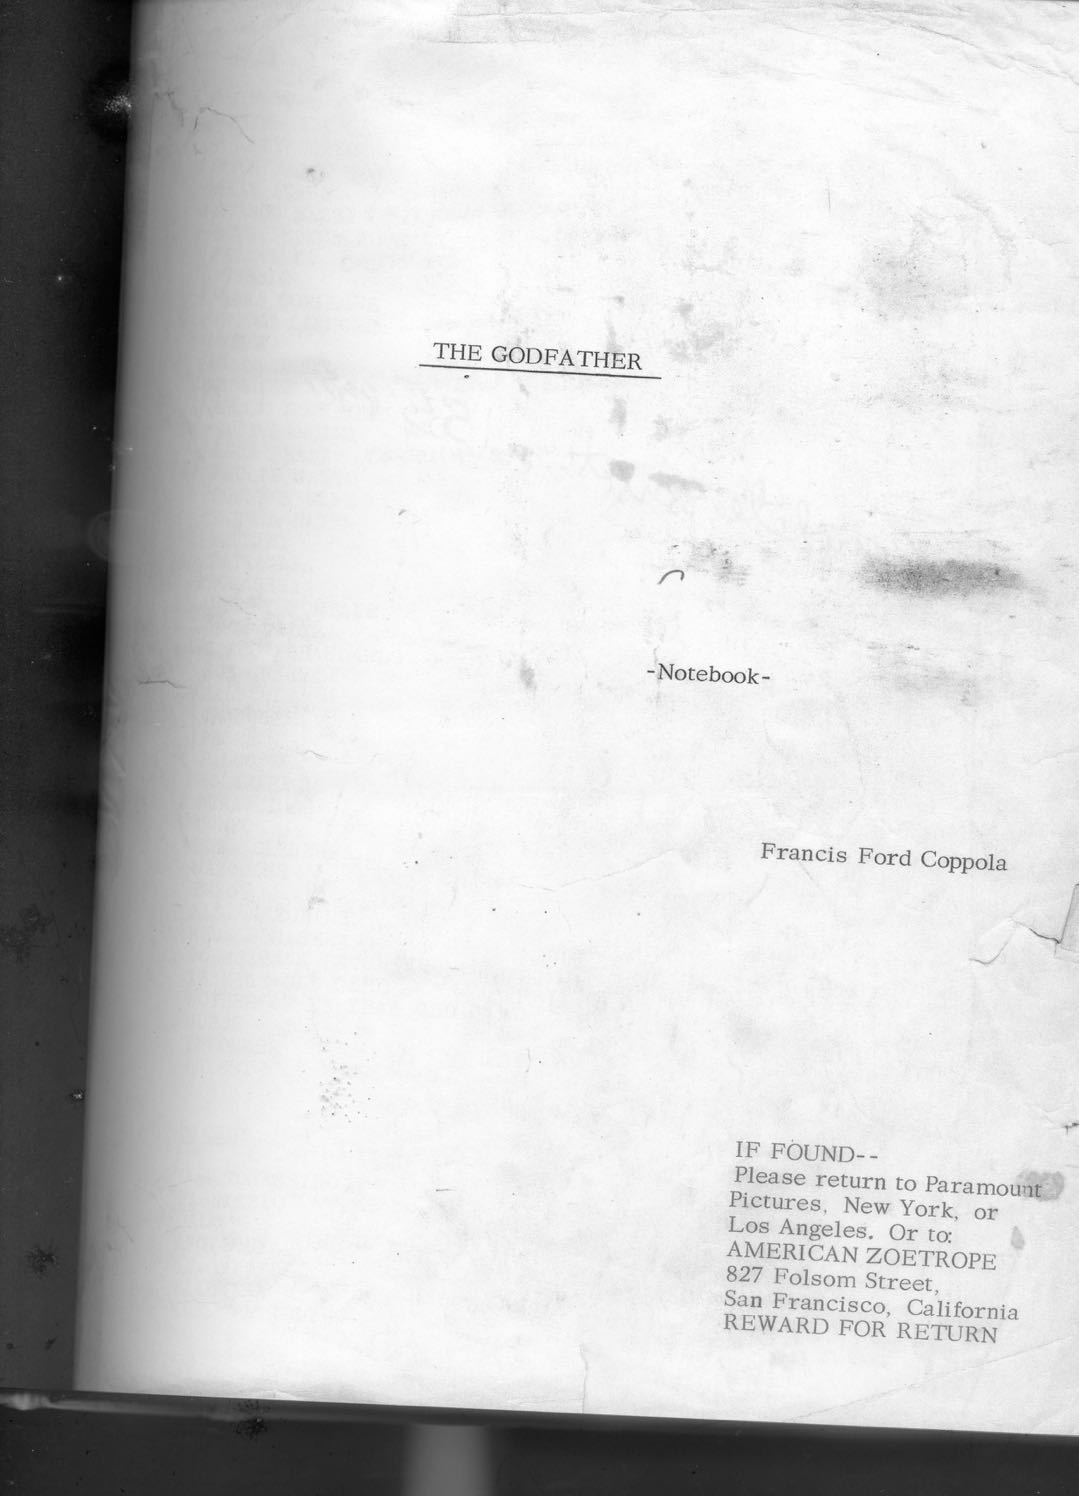 THE GODFATHER
-Notebook-
Francis Ford Coppola
IF FOUND--
Please return to Paramount
Pictures, New York, or
Los Angeles. Or to:
AMERICAN ZOETROPE
827 Folsom Street,
San Francisco, California
REWARD FOR RETURN